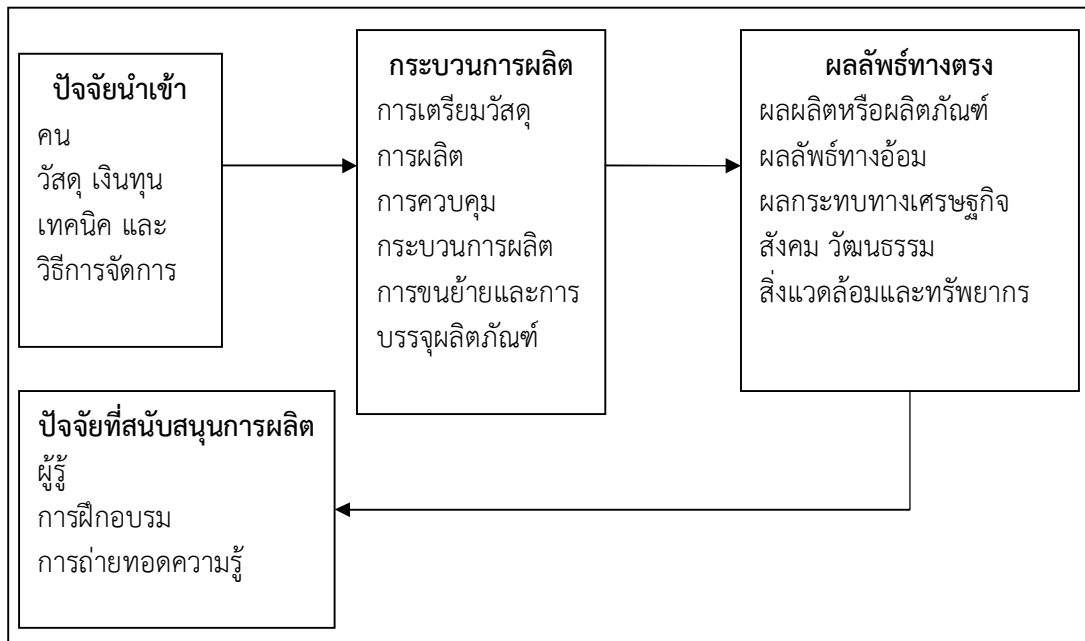 ปัจจัยนำเข้า
คน
วัสดุ เงินทุน
เทคนิค และ
วิธีการจัดการ
กระบวนการผลิต
การเตรียมวัสดุ
การผลิต
การควบคุม
กระบวนการผลิต
การขนย้ายและการ
บรรจุผลิตภัณฑ์
ผลลัพธ์ทางตรง
ผลผลิตหรือผลิตภัณฑ์
ผลลัพธ์ทางอ้อม
ผลกระทบทางเศรษฐกิจ
สังคม วัฒนธรรม
สิ่งแวดล้อมและทรัพยากร
ปัจจัยที่สนับสนุนการผลิต
ผู้รู้
การฝึกอบรม
การถ่ายทอดความรู้